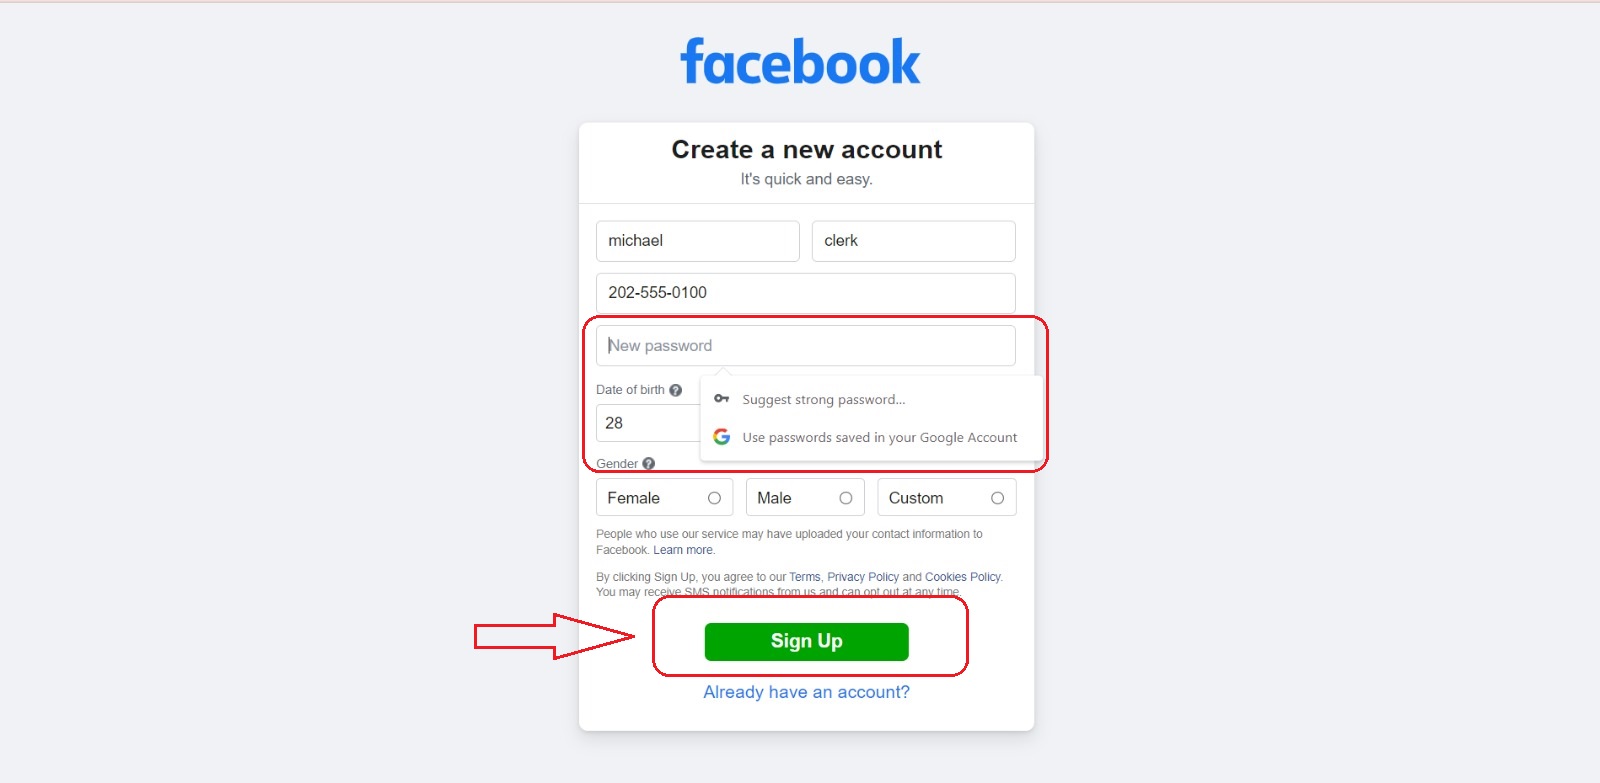 facebook
Create a new account
It's quick and easy.
michael clerk
202-555-0100
New password
Date of birth ?
Suggest strong password...
28
Use passwords saved in your Google Account
Gender ?
Female Male Custom
People who use our service may have uploaded your contact information to
Facebook. Learn more.
By clicking Sign Up, you agree to our Terms, Privacy Policy and Cookies Policy.
You may receive SMS notifications from us and can opt out at any time.
Sign Up
Already have an account?